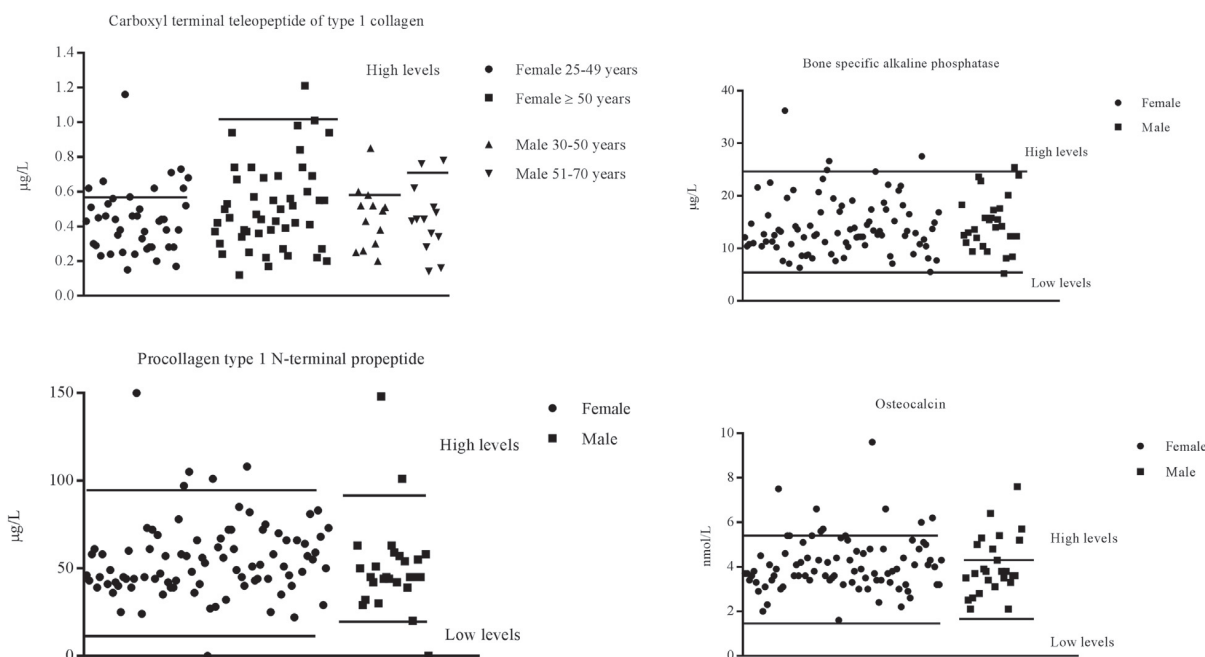 Carboxyl terminal teleopeptide of type 1 collagen
1.4
1.2
1.0
0.8
0.6
0.4
0.2
0.0
µg/L
High levels
Female 25-49 years
Female ≥ 50 years
Male 30-50 years
Male 51-70 years
Bone specific alkaline phosphatase
40
30
20
10
0
µg/L
Female
Male
High levels
Low levels
Procollagen type 1 N-terminal propeptide
150
100
50
0
µg/L
Female
Male
High levels
Low levels
Osteocalcin
10
8
6
4
2
0
nmol/L
Female
Male
High levels
Low levels